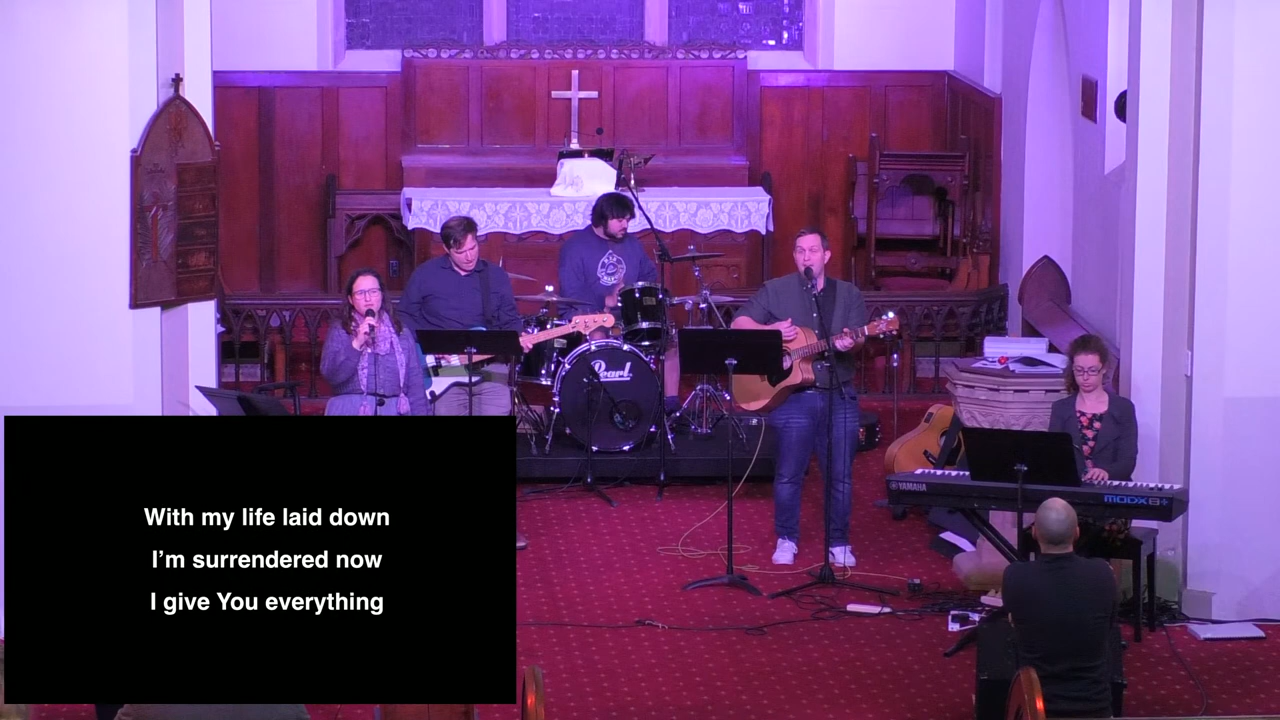 Pearl
YAMAHA
MODX8+
With my life laid down
I'm surrendered now
I give You everything